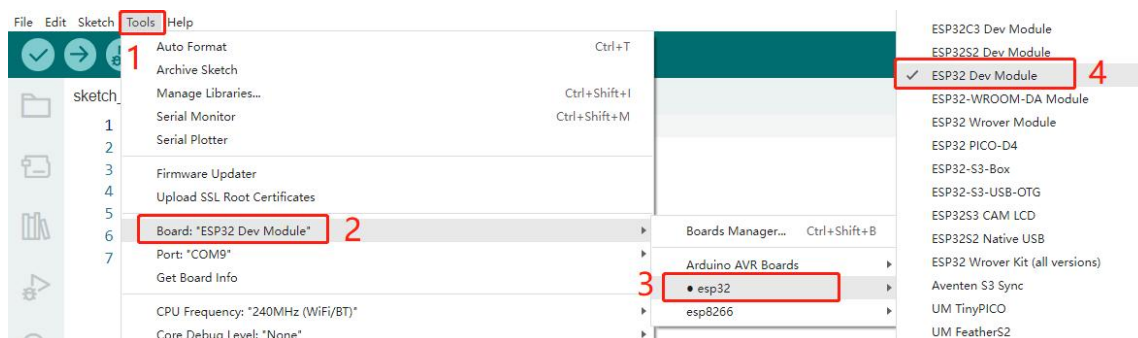 File Edit Sketch Tools Help
1
Auto Format Ctrl+T
Archive Sketch
Manage Libraries... Ctrl+Shift+I
Serial Monitor Ctrl+Shift+M
Serial Plotter
Firmware Updater
Upload SSL Root Certificates
Board: "ESP32 Dev Module" 2
Port: "COM9"
Get Board Info
CPU Frequency: "240MHz (WiFi/BT)"
Core Debug Level: "None"
sketch_
1
2
3
4
5
6
7
Boards Manager... Ctrl+Shift+B
Arduino AVR Boards
3 ● esp32
esp8266
ESP32C3 Dev Module
ESP32S2 Dev Module
✓ ESP32 Dev Module 4
ESP32-WROOM-DA Module
ESP32 Wrover Module
ESP32 PICO-D4
ESP32-S3-Box
ESP32-S3-USB-OTG
ESP32S3 CAM LCD
ESP32S2 Native USB
ESP32 Wrover Kit (all versions)
Aventen S3 Sync
UM TinyPICO
UM FeatherS2